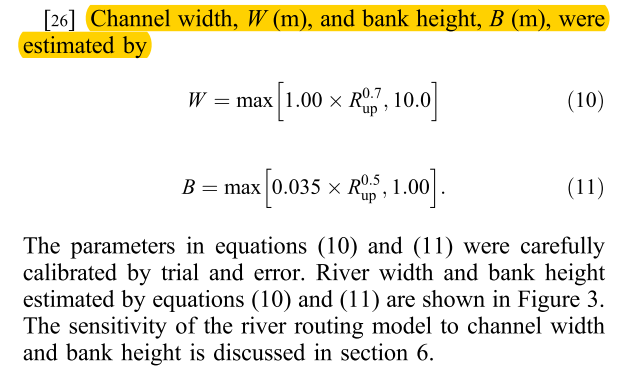 [26] Channel width, W (m), and bank height, B (m), were
estimated by
W = max[1.00 × R_up^0.7, 10.0] (10)
B = max[0.035 × R_up^0.5, 1.00]. (11)
The parameters in equations (10) and (11) were carefully
calibrated by trial and error. River width and bank height
estimated by equations (10) and (11) are shown in Figure 3.
The sensitivity of the river routing model to channel width
and bank height is discussed in section 6.